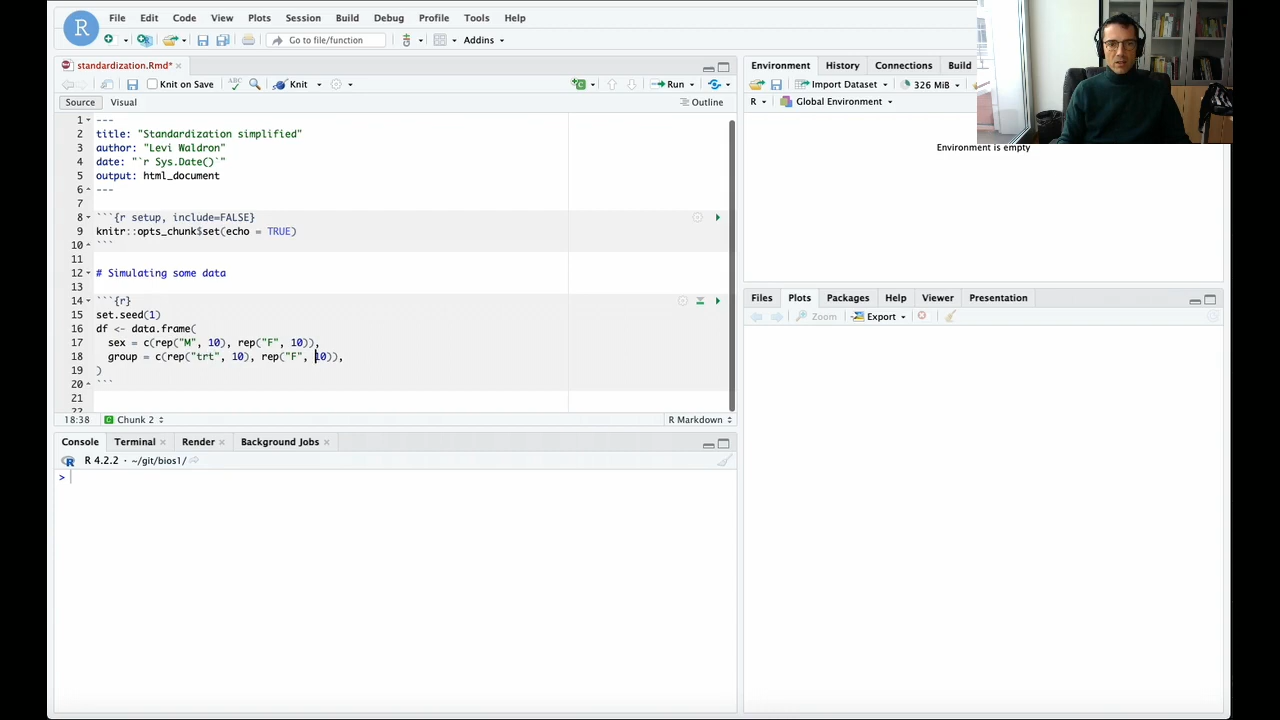 File Edit Code View Plots Session Build Debug Profile Tools Help
Go to file/function Addins
standardization.Rmd*
Knit on Save ABC Knit Run
Source Visual Outline
1 ---
2 title: "Standardization simplified"
3 author: "Levi Waldron"
4 date: "`r Sys.Date()`"
5 output: html_document
6 ---
7
8 ```{r setup, include=FALSE}
9 knitr::opts_chunk$set(echo = TRUE)
10 ```
11
12 # Simulating some data
13
14 ```{r}
15 set.seed(1)
16 df <- data.frame(
17 sex = c(rep("M", 10), rep("F", 10)),
18 group = c(rep("trt", 10), rep("F", 10)),
19 )
20 ```
21
22
18:38 Chunk 2 R Markdown
Console Terminal Render Background Jobs
R 4.2.2 · ~/git/bios1/
>
Environment History Connections Build
Import Dataset 326 MiB
R Global Environment
Environment is empty
Files Plots Packages Help Viewer Presentation
Zoom Export